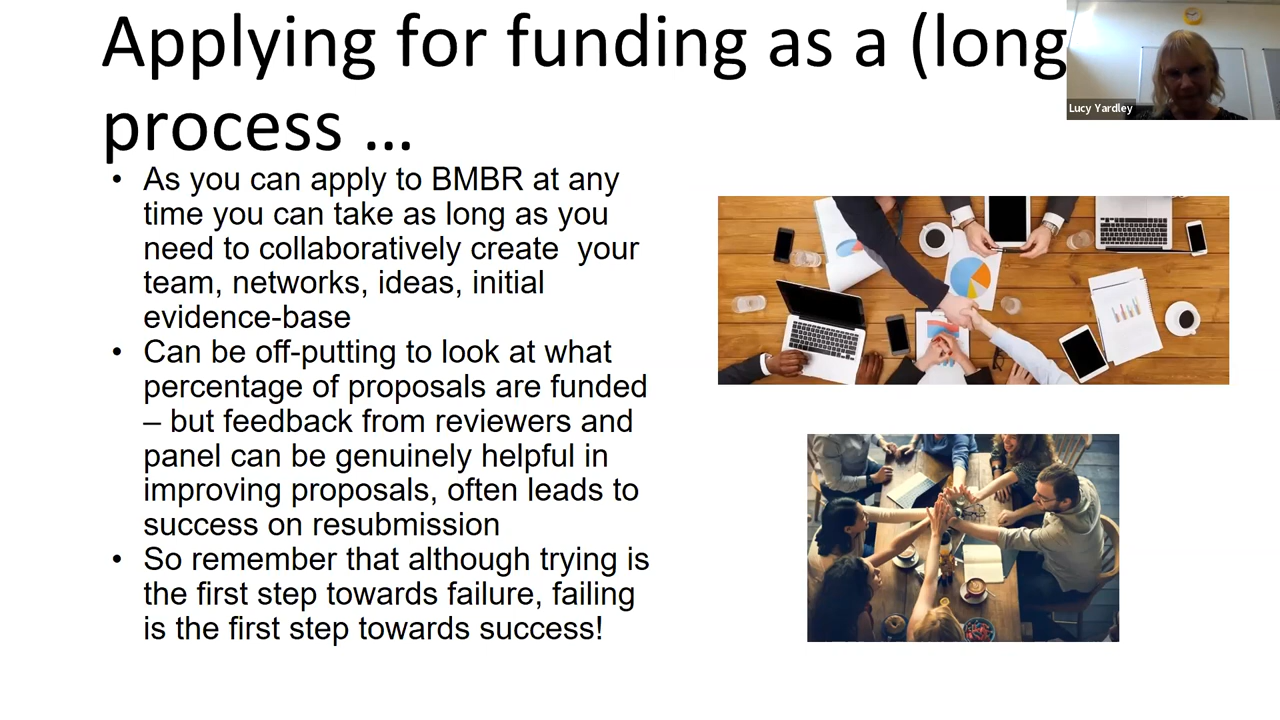 Applying for funding as a (long
process ...
Lucy Yardley
• As you can apply to BMBR at any
time you can take as long as you
need to collaboratively create  your
team, networks, ideas, initial
evidence-base
• Can be off-putting to look at what
percentage of proposals are funded
– but feedback from reviewers and
panel can be genuinely helpful in
improving proposals, often leads to
success on resubmission
• So remember that although trying is
the first step towards failure, failing
is the first step towards success!